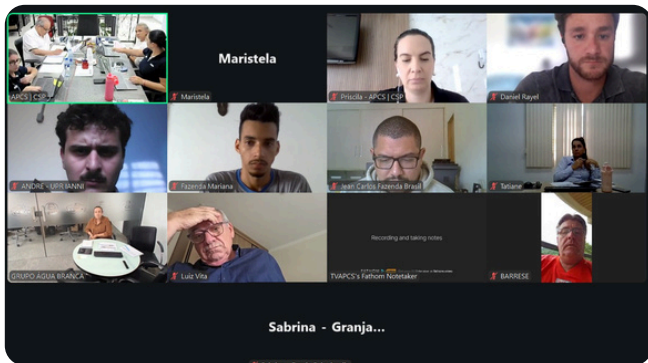 APCS | CSP
Maristela
Maristela
Priscila - APCS | CSP
Daniel Rayel
ANDRÉ - UPR IANNI
Fazenda Mariana
Jean Carlos Fazenda Brasil
Tatiane
GRUPO AGUA BRANCA
Luiz Vita
Recording and taking notes
TVAPCS's Fathom Notetaker
BARRESE
Sabrina - Granja...